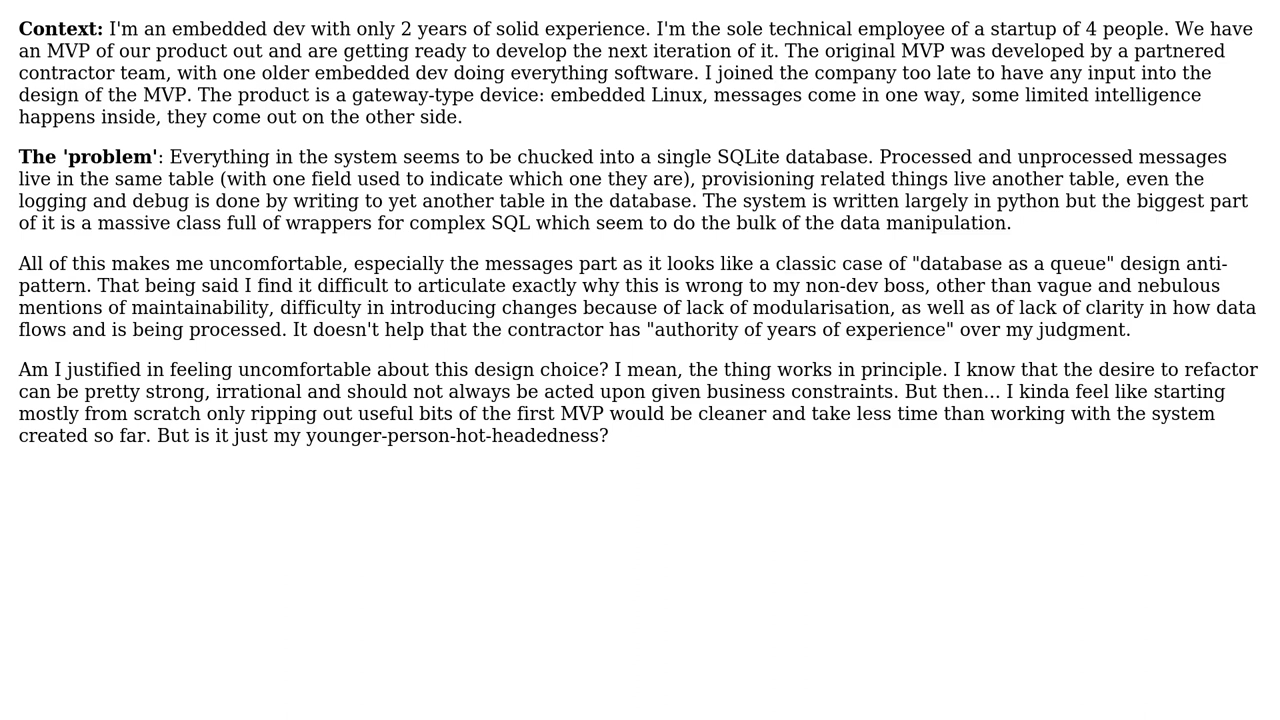 Context: I'm an embedded dev with only 2 years of solid experience. I'm the sole technical employee of a startup of 4 people. We have
an MVP of our product out and are getting ready to develop the next iteration of it. The original MVP was developed by a partnered
contractor team, with one older embedded dev doing everything software. I joined the company too late to have any input into the
design of the MVP. The product is a gateway-type device: embedded Linux, messages come in one way, some limited intelligence
happens inside, they come out on the other side.
The 'problem': Everything in the system seems to be chucked into a single SQLite database. Processed and unprocessed messages
live in the same table (with one field used to indicate which one they are), provisioning related things live another table, even the
logging and debug is done by writing to yet another table in the database. The system is written largely in python but the biggest part
of it is a massive class full of wrappers for complex SQL which seem to do the bulk of the data manipulation.
All of this makes me uncomfortable, especially the messages part as it looks like a classic case of "database as a queue" design anti-
pattern. That being said I find it difficult to articulate exactly why this is wrong to my non-dev boss, other than vague and nebulous
mentions of maintainability, difficulty in introducing changes because of lack of modularisation, as well as of lack of clarity in how data
flows and is being processed. It doesn't help that the contractor has "authority of years of experience" over my judgment.
Am I justified in feeling uncomfortable about this design choice? I mean, the thing works in principle. I know that the desire to refactor
can be pretty strong, irrational and should not always be acted upon given business constraints. But then... I kinda feel like starting
mostly from scratch only ripping out useful bits of the first MVP would be cleaner and take less time than working with the system
created so far. But is it just my younger-person-hot-headedness?